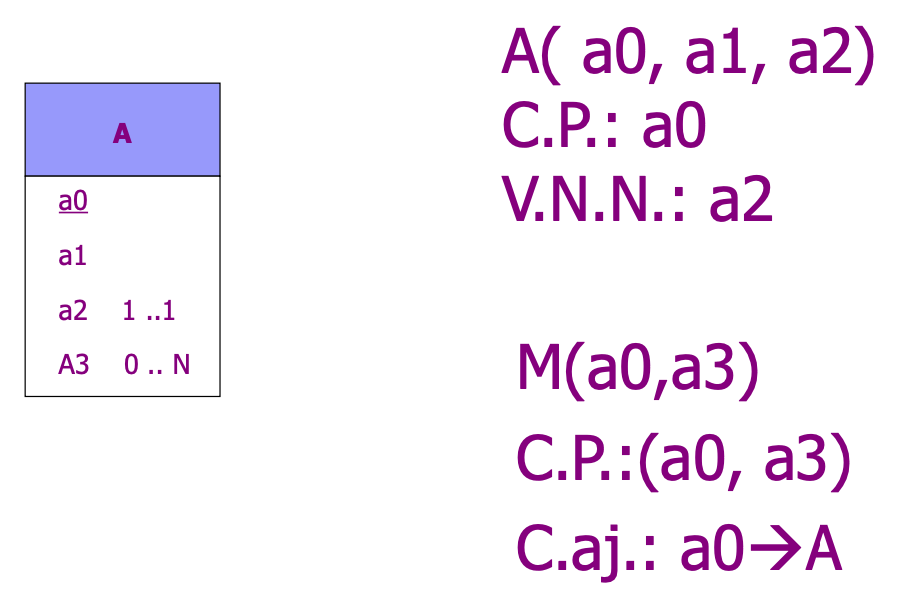 A
a0
a1
a2 1 ..1
A3 0 .. N
A( a0, a1, a2)
C.P.: a0
V.N.N.: a2
M(a0,a3)
C.P.:(a0, a3)
C.aj.: a0→A